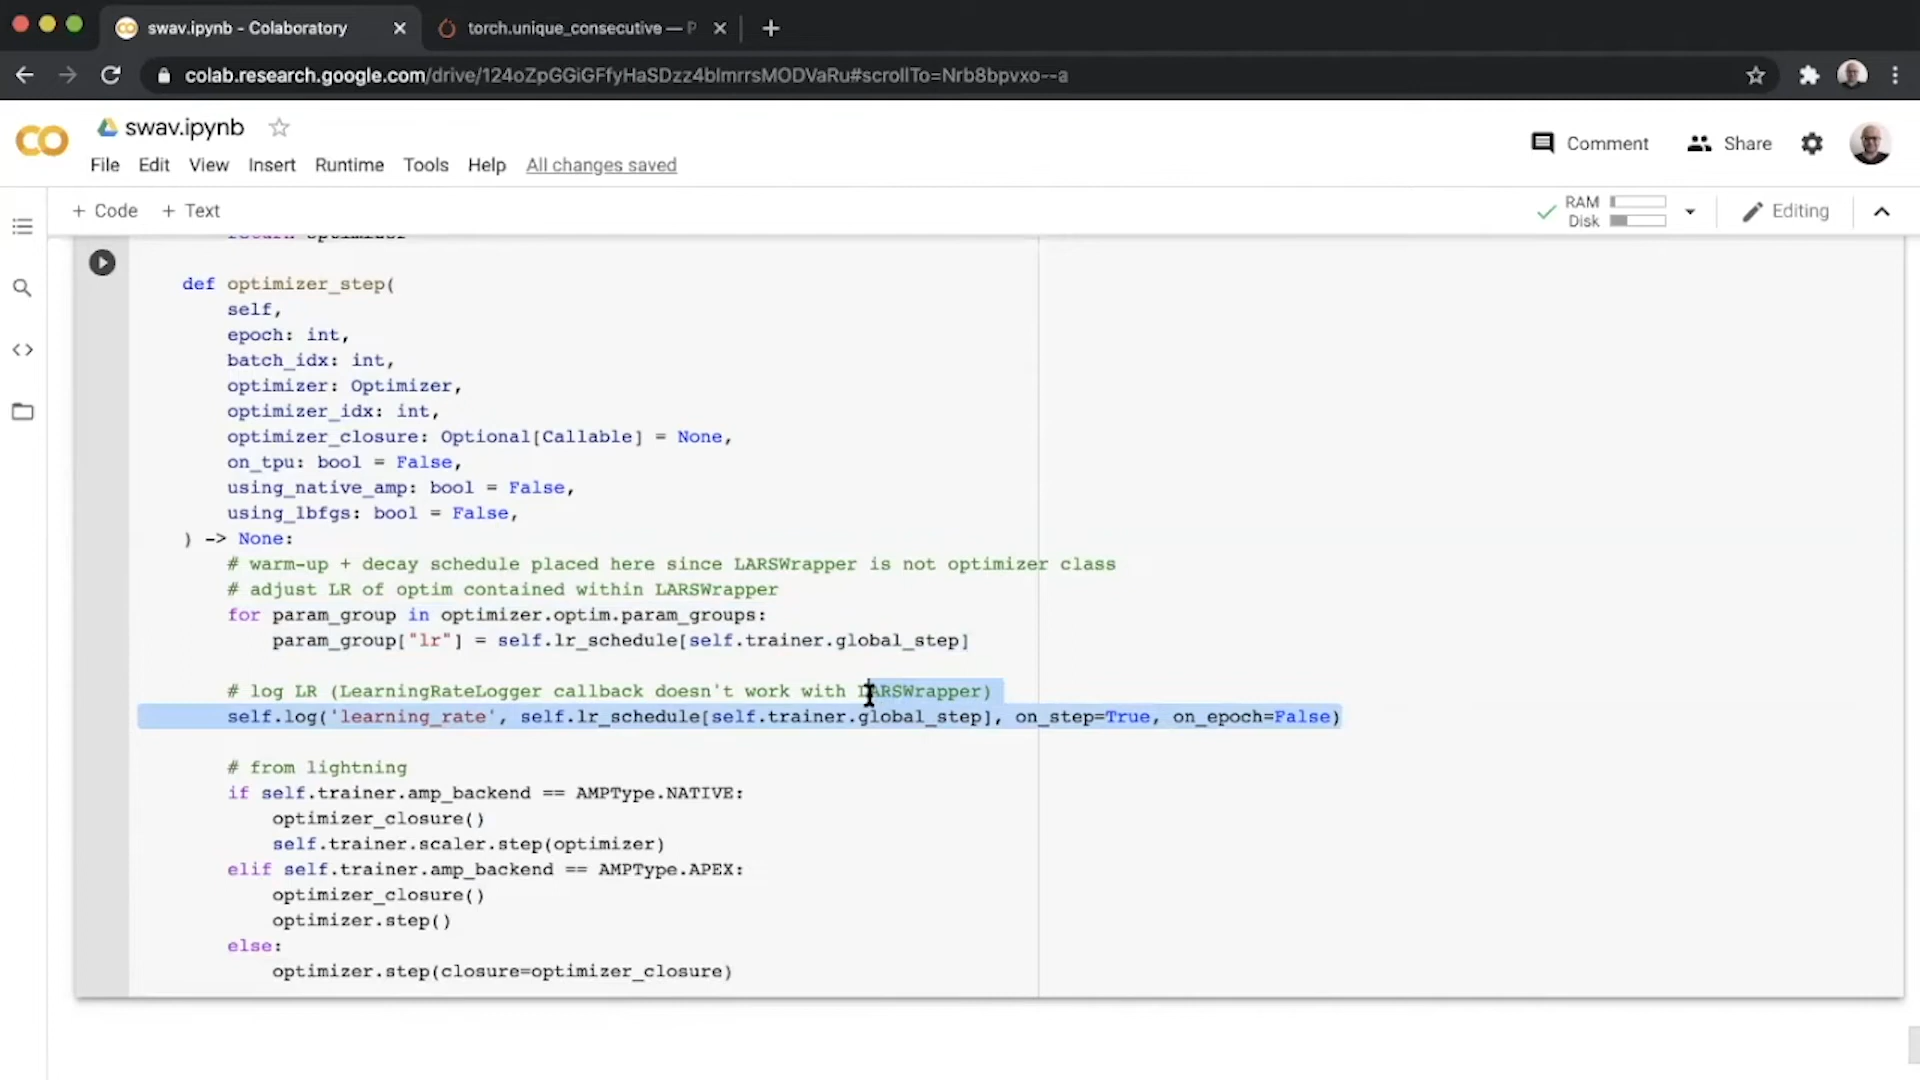 swav.ipynb - Colaboratory
torch.unique_consecutive — P
colab.research.google.com/drive/124oZpGGiGFfyHaSDzz4blmrrsMODVaRu#scrollTo=Nrb8bpvxo--a
CO
swav.ipynb
Comment
Share
File Edit View Insert Runtime Tools Help All changes saved
+ Code + Text
RAM
Disk
Editing
return optimizer
def optimizer_step(
self,
epoch: int,
batch_idx: int,
optimizer: Optimizer,
optimizer_idx: int,
optimizer_closure: Optional[Callable] = None,
on_tpu: bool = False,
using_native_amp: bool = False,
using_lbfgs: bool = False,
) -> None:
# warm-up + decay schedule placed here since LARSWrapper is not optimizer class
# adjust LR of optim contained within LARSWrapper
for param_group in optimizer.optim.param_groups:
param_group["lr"] = self.lr_schedule[self.trainer.global_step]
# log LR (LearningRateLogger callback doesn't work with LARSWrapper)
self.log('learning_rate', self.lr_schedule[self.trainer.global_step], on_step=True, on_epoch=False)
# from lightning
if self.trainer.amp_backend == AMPType.NATIVE:
optimizer_closure()
self.trainer.scaler.step(optimizer)
elif self.trainer.amp_backend == AMPType.APEX:
optimizer_closure()
optimizer.step()
else:
optimizer.step(closure=optimizer_closure)